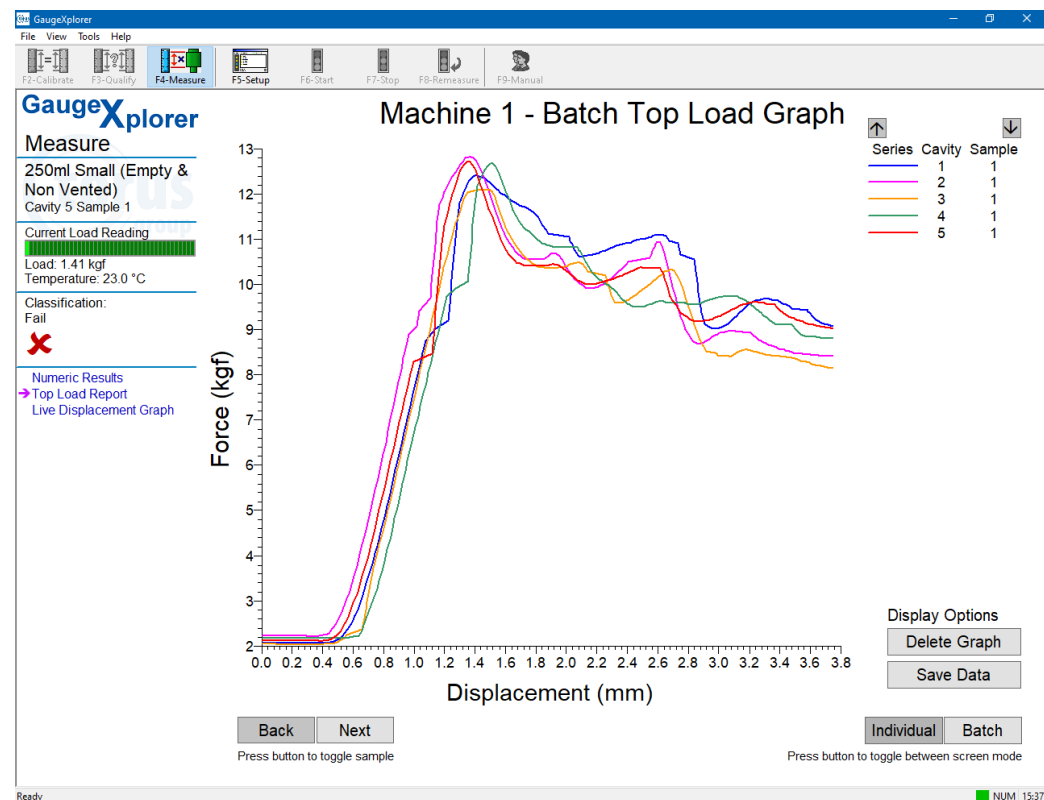 GaugeXplorer
File View Tools Help
F2-Calibrate F3-Qualify F4-Measure F5-Setup F6-Start F7-Stop F8-Remeasure F9-Manual
GaugeXplorer
Measure
250ml Small (Empty &
Non Vented)
Cavity 5 Sample 1
Current Load Reading
Load: 1.41 kgf
Temperature: 23.0 °C
Classification:
Fail
Numeric Results
Top Load Report
Live Displacement Graph
Machine 1 - Batch Top Load Graph
Series Cavity Sample
1 1
2 1
3 1
4 1
5 1
Force (kgf)
13
12
11
10
9
8
7
6
5
4
3
2
0.0 0.2 0.4 0.6 0.8 1.0 1.2 1.4 1.6 1.8 2.0 2.2 2.4 2.6 2.8 3.0 3.2 3.4 3.6 3.8
Displacement (mm)
Display Options
Delete Graph
Save Data
Back Next
Press button to toggle sample
Individual Batch
Press button to toggle between screen mode
Ready
NUM 15:37